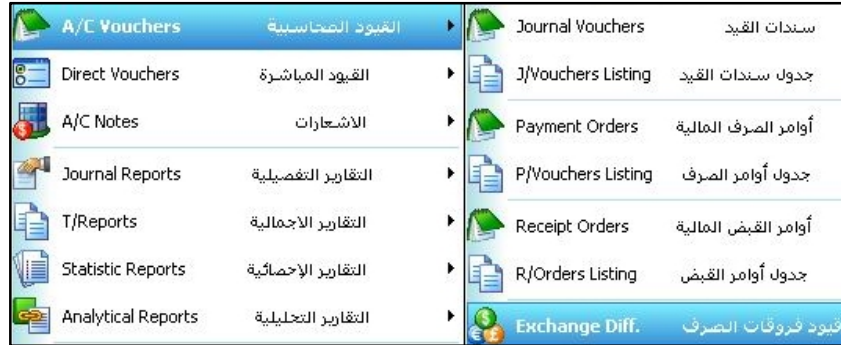 A/C Vouchers القيود المحاسبية
Direct Vouchers القيود المباشرة
A/C Notes الاشعارات
Journal Reports التقارير التفصيلية
T/Reports التقارير الاجمالية
Statistic Reports التقارير الإحصائية
Analytical Reports التقارير التحليلية
Journal Vouchers سندات القيد
J/Vouchers Listing جدول سندات القيد
Payment Orders أوامر الصرف المالية
P/Vouchers Listing جدول أوامر الصرف
Receipt Orders أوامر القبض المالية
R/Orders Listing جدول أوامر القبض
Exchange Diff. قيود فروقات الصرف